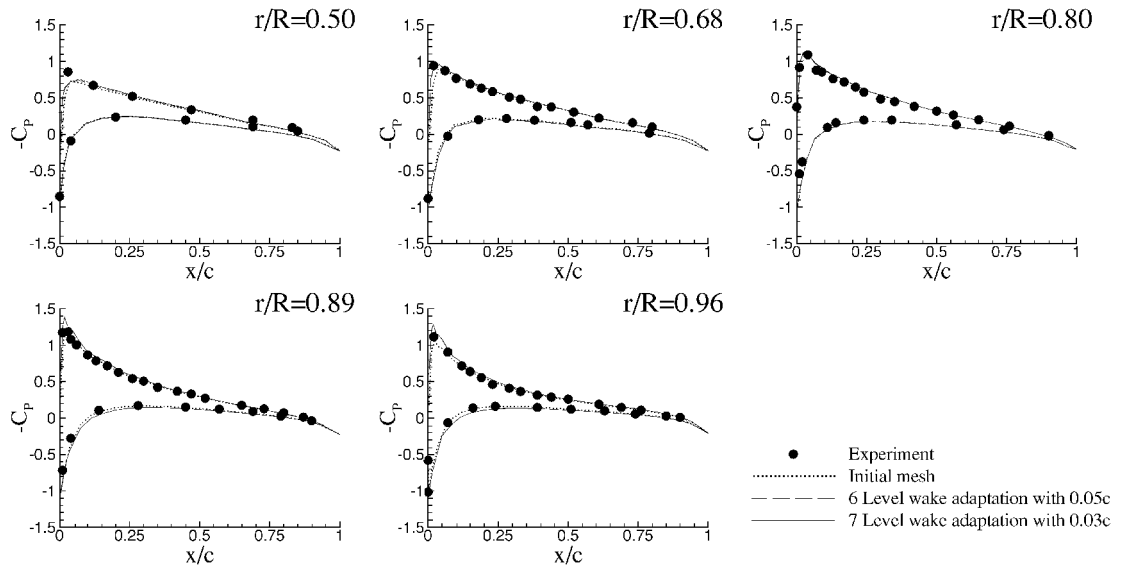 r/R=0.50
1.5
1
0.5
0
-0.5
-1
-1.5
-C_P
0 0.25 0.5 0.75 1
x/c
r/R=0.68
1.5
1
0.5
0
-0.5
-1
-1.5
-C_P
0 0.25 0.5 0.75 1
x/c
r/R=0.80
1.5
1
0.5
0
-0.5
-1
-1.5
-C_P
0 0.25 0.5 0.75 1
x/c
r/R=0.89
1.5
1
0.5
0
-0.5
-1
-1.5
-C_P
0 0.25 0.5 0.75 1
x/c
r/R=0.96
1.5
1
0.5
0
-0.5
-1
-1.5
-C_P
0 0.25 0.5 0.75 1
x/c
Experiment
Initial mesh
6 Level wake adaptation with 0.05c
7 Level wake adaptation with 0.03c